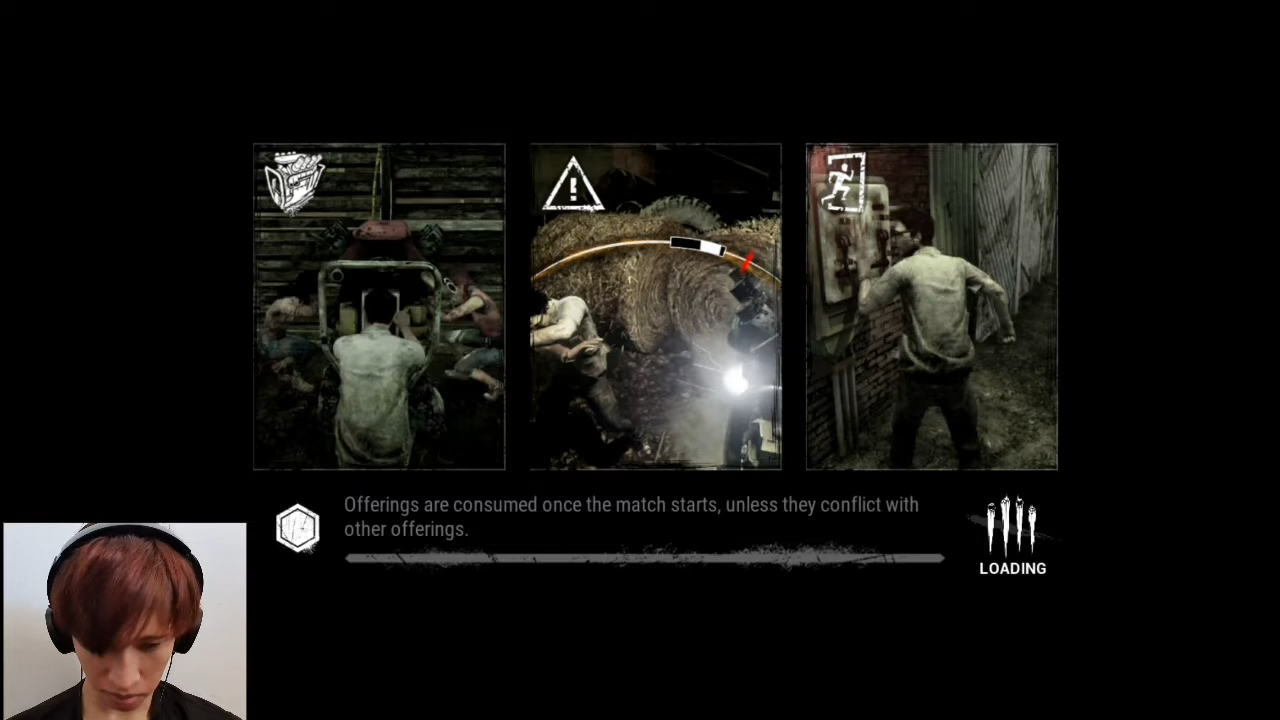 Offerings are consumed once the match starts, unless they conflict with
other offerings.
LOADING